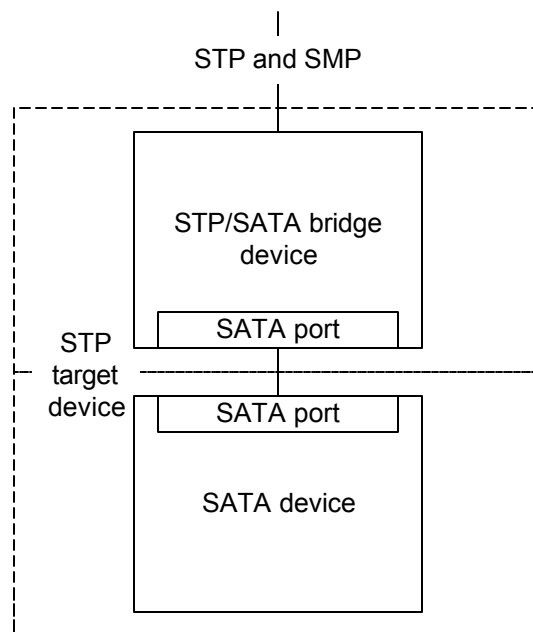 STP and SMP
STP/SATA bridge
device
SATA port
STP
target
device
SATA port
SATA device